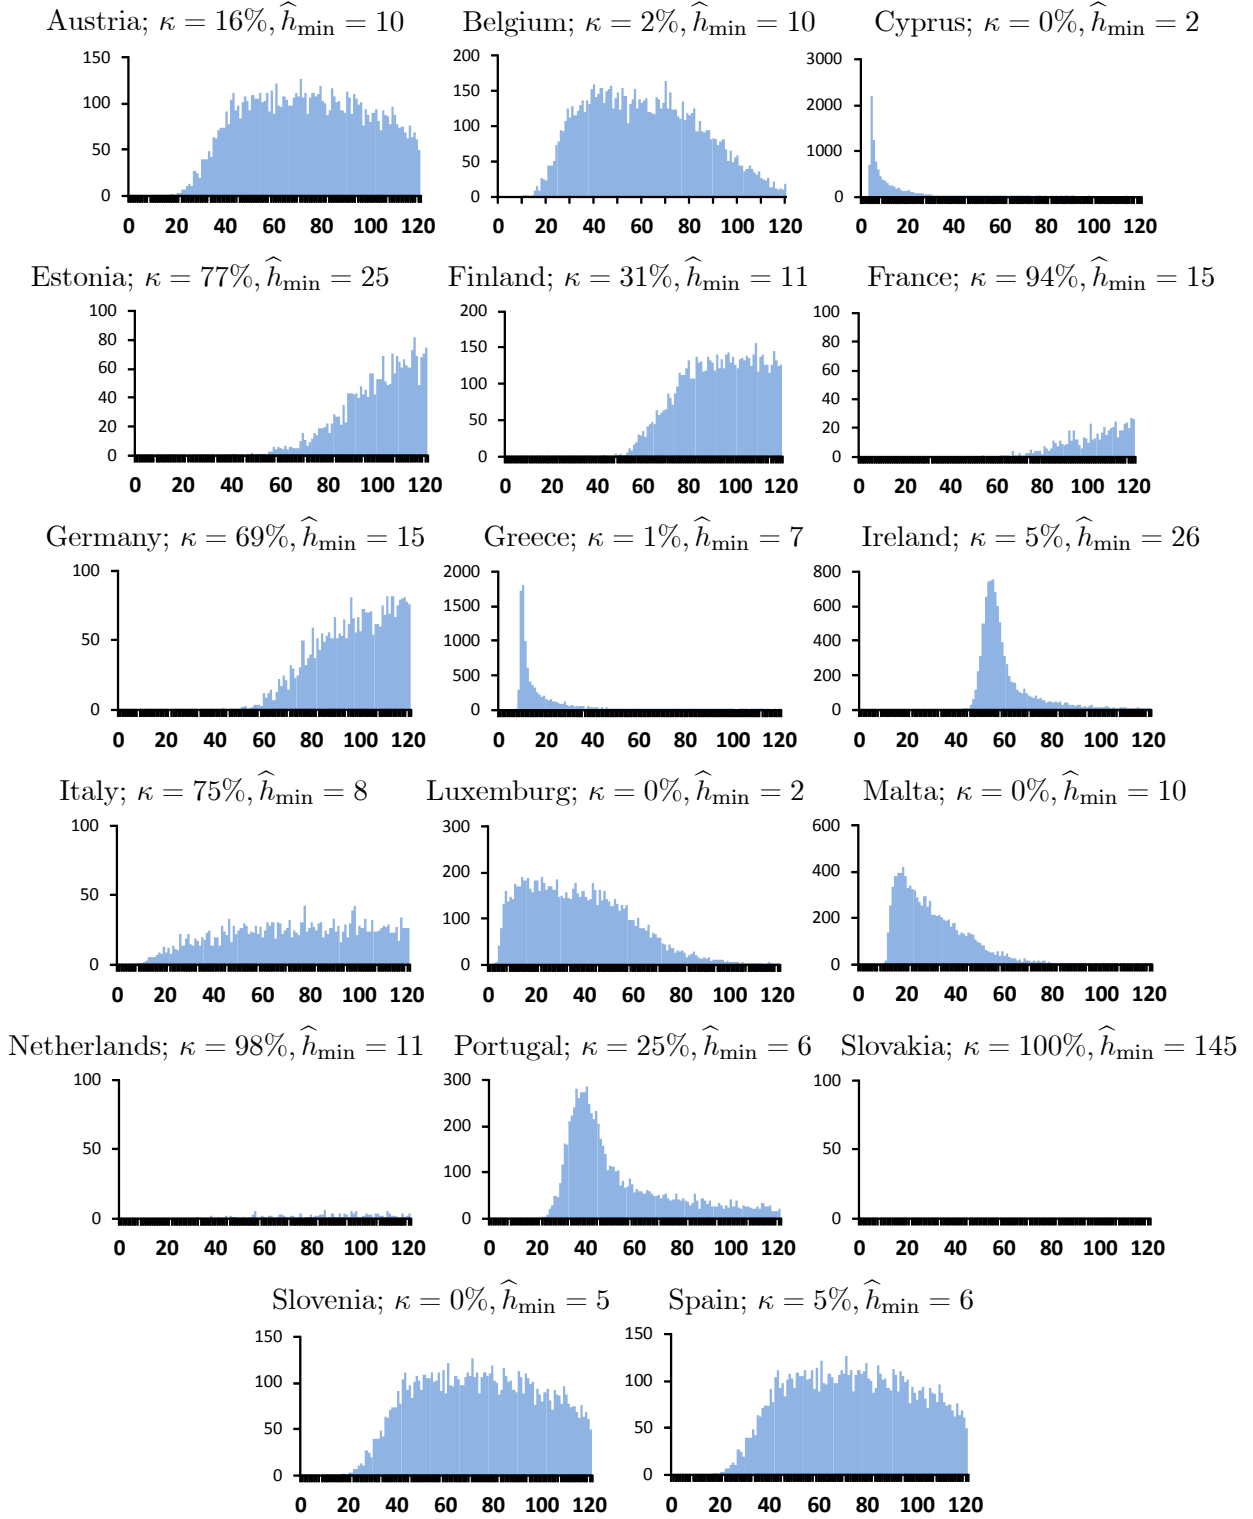 Austria; κ = 16%, ĥmin = 10
Belgium; κ = 2%, ĥmin = 10
Cyprus; κ = 0%, ĥmin = 2
150
100
50
0
0 20 40 60 80 100 120
200
150
100
50
0
0 20 40 60 80 100 120
3000
2000
1000
0
0 20 40 60 80 100 120
Estonia; κ = 77%, ĥmin = 25
Finland; κ = 31%, ĥmin = 11
France; κ = 94%, ĥmin = 15
100
80
60
40
20
0
0 20 40 60 80 100 120
200
150
100
50
0
0 20 40 60 80 100 120
100
80
60
40
20
0
0 20 40 60 80 100 120
Germany; κ = 69%, ĥmin = 15
Greece; κ = 1%, ĥmin = 7
Ireland; κ = 5%, ĥmin = 26
100
50
0
0 20 40 60 80 100 120
2000
1500
1000
500
0
0 20 40 60 80 100 120
800
600
400
200
0
0 20 40 60 80 100 120
Italy; κ = 75%, ĥmin = 8
Luxemburg; κ = 0%, ĥmin = 2
Malta; κ = 0%, ĥmin = 10
100
50
0
0 20 40 60 80 100 120
300
200
100
0
0 20 40 60 80 100 120
600
400
200
0
0 20 40 60 80 100 120
Netherlands; κ = 98%, ĥmin = 11
Portugal; κ = 25%, ĥmin = 6
Slovakia; κ = 100%, ĥmin = 145
100
50
0
0 20 40 60 80 100 120
300
200
100
0
0 20 40 60 80 100 120
100
50
0
0 20 40 60 80 100 120
Slovenia; κ = 0%, ĥmin = 5
Spain; κ = 5%, ĥmin = 6
150
100
50
0
0 20 40 60 80 100 120
150
100
50
0
0 20 40 60 80 100 120